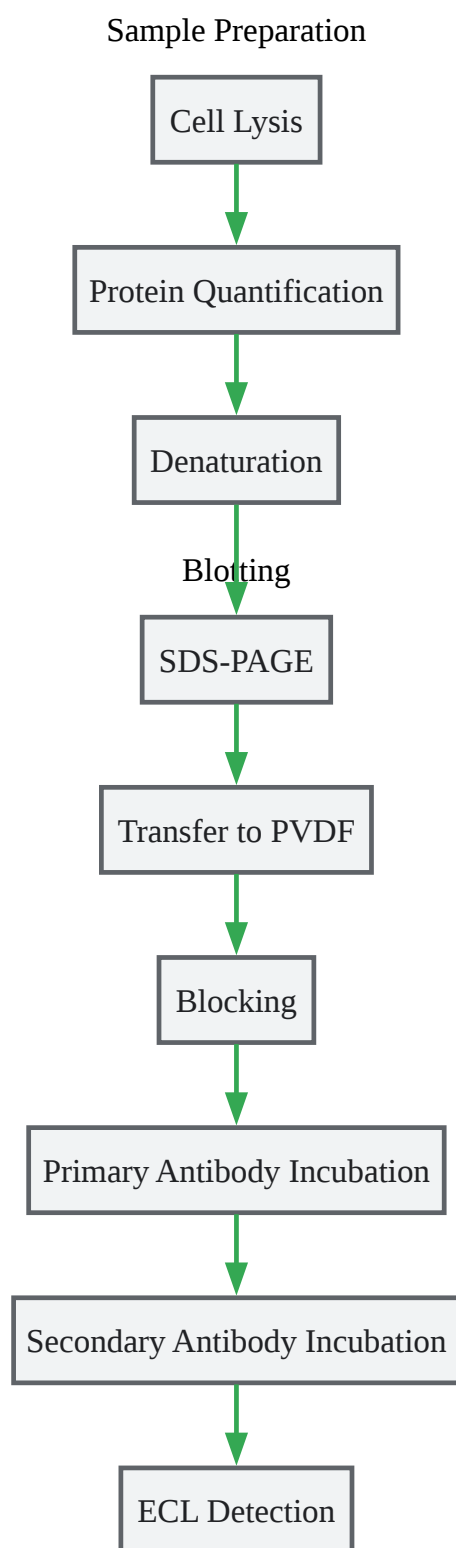 Sample Preparation
Cell Lysis
Protein Quantification
Denaturation
Blotting
SDS-PAGE
Transfer to PVDF
Blocking
Primary Antibody Incubation
Secondary Antibody Incubation
ECL Detection